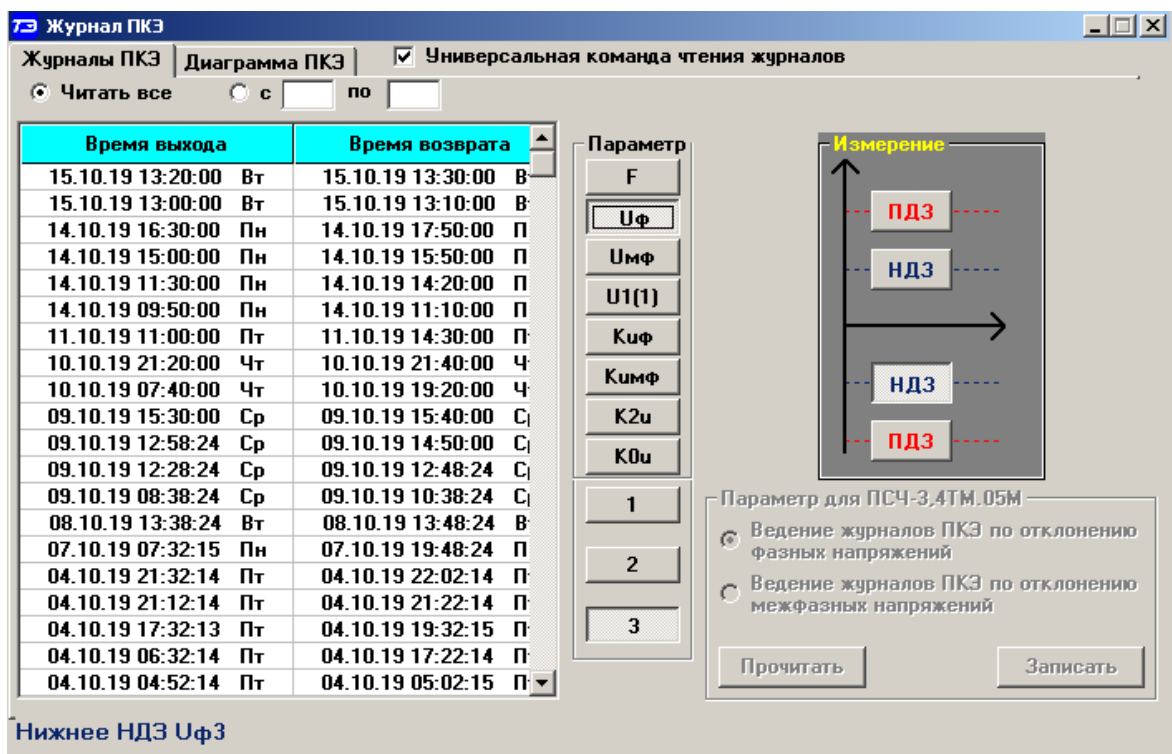 ТЭ Журнал ПКЭ
Журналы ПКЭ Диаграмма ПКЭ Универсальная команда чтения журналов
Читать все с по
Время выхода Время возврата
15.10.19 13:20:00 Вт 15.10.19 13:30:00 В
15.10.19 13:00:00 Вт 15.10.19 13:10:00 В
14.10.19 16:30:00 Пн 14.10.19 17:50:00 П
14.10.19 15:00:00 Пн 14.10.19 15:50:00 П
14.10.19 11:30:00 Пн 14.10.19 14:20:00 П
14.10.19 09:50:00 Пн 14.10.19 11:10:00 П
11.10.19 11:00:00 Пт 11.10.19 14:30:00 П
10.10.19 21:20:00 Чт 10.10.19 21:40:00 Ч
10.10.19 07:40:00 Чт 10.10.19 19:20:00 Ч
09.10.19 15:30:00 Ср 09.10.19 15:40:00 Ср
09.10.19 12:58:24 Ср 09.10.19 14:50:00 Ср
09.10.19 12:28:24 Ср 09.10.19 12:48:24 Ср
09.10.19 08:38:24 Ср 09.10.19 10:38:24 Ср
08.10.19 13:38:24 Вт 08.10.19 13:48:24 В
07.10.19 07:32:15 Пн 07.10.19 19:48:24 П
04.10.19 21:32:14 Пт 04.10.19 22:02:14 П
04.10.19 21:12:14 Пт 04.10.19 21:22:14 П
04.10.19 17:32:13 Пт 04.10.19 19:32:15 П
04.10.19 06:32:14 Пт 04.10.19 17:22:14 П
04.10.19 04:52:14 Пт 04.10.19 05:02:15 П
Параметр
F
Uф
Uмф
U1(1)
Kuф
Kuмф
K2u
K0u
1
2
3
Измерение
ПДЗ
НДЗ
НДЗ
ПДЗ
Параметр для ПСЧ-3,4ТМ.05М
Ведение журналов ПКЭ по отклонению
фазных напряжений
Ведение журналов ПКЭ по отклонению
межфазных напряжений
Прочитать Записать
Нижнее НДЗ Uф3